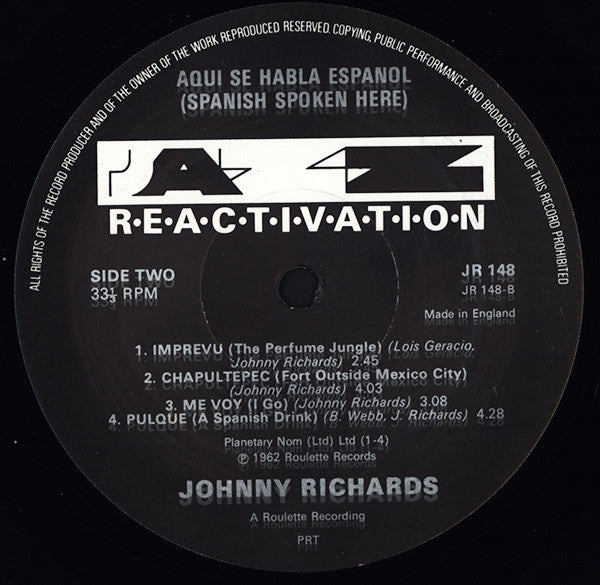 ALL RIGHTS OF THE RECORD PRODUCER AND OF THE OWNER OF THE WORK REPRODUCED RESERVED. COPYING, PUBLIC PERFORMANCE AND BROADCASTING OF THIS RECORD PROHIBITED
AQUI SE HABLA ESPANOL
(SPANISH SPOKEN HERE)
JAZZ
R•E•A•C•T•I•V•A•T•I•O•N
SIDE TWO
33⅓ RPM
JR 148
JR 148-B
Made in England
1. IMPREVU (The Perfume Jungle) (Lois Geracio,
Johnny Richards) 2.45
2. CHAPULTEPEC (Fort Outside Mexico City)
(Johnny Richards) 4.03
3. ME VOY (I Go) (Johnny Richards) 3.08
4. PULQUE (A Spanish Drink) (B. Webb, J. Richards) 4.28
Planetary Nom (Ltd) Ltd (1-4)
℗ 1962 Roulette Records
JOHNNY RICHARDS
A Roulette Recording
PRT